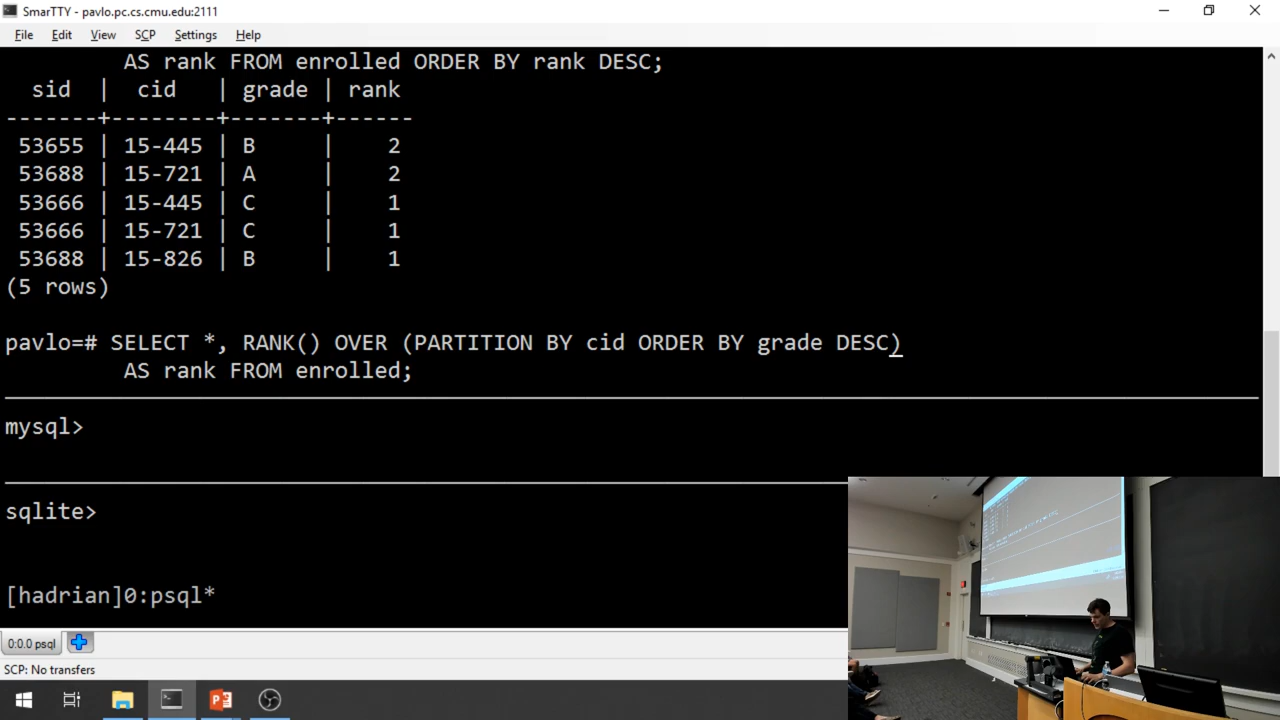 SmarTTY - pavlo.pc.cs.cmu.edu:2111
File Edit View SCP Settings Help
AS rank FROM enrolled ORDER BY rank DESC;
sid | cid | grade | rank
-------+--------+-------+------
53655 | 15-445 | B | 2
53688 | 15-721 | A | 2
53666 | 15-445 | C | 1
53666 | 15-721 | C | 1
53688 | 15-826 | B | 1
(5 rows)
pavlo=# SELECT *, RANK() OVER (PARTITION BY cid ORDER BY grade DESC)
AS rank FROM enrolled;
mysql>
sqlite>
[hadrian]0:psql*
0:0.0 psql
SCP: No transfers